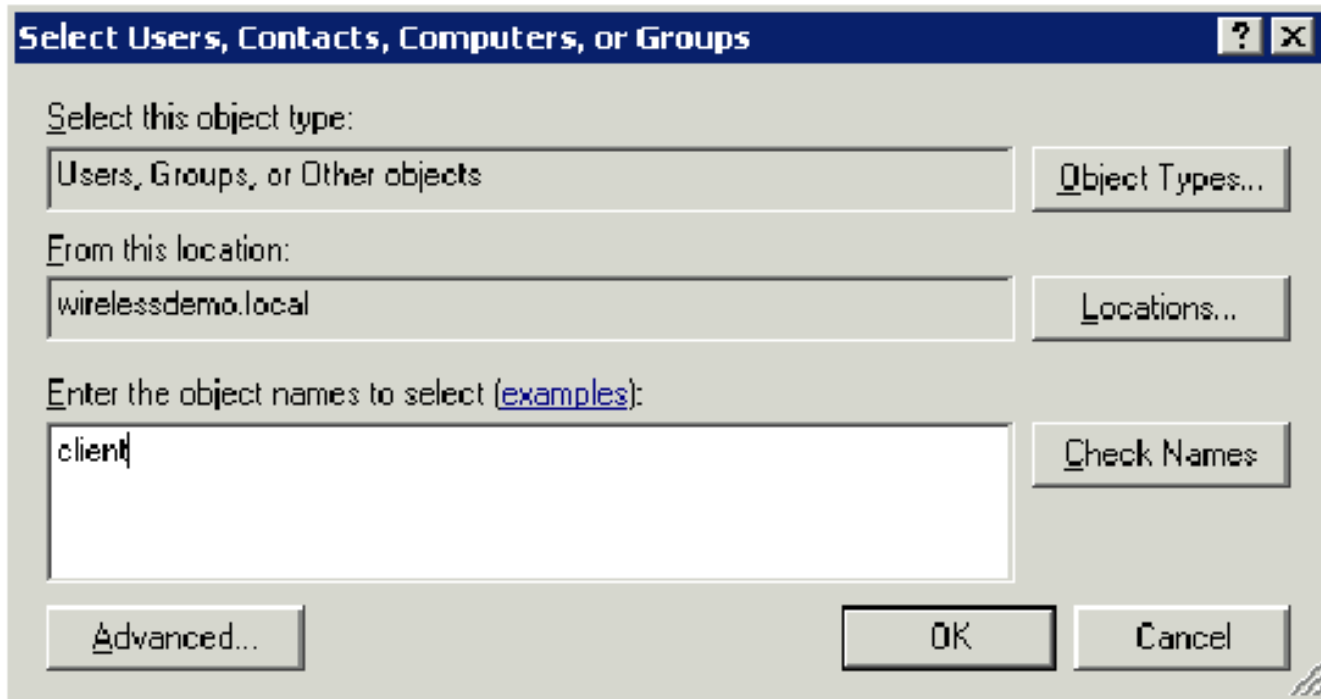 Select Users, Contacts, Computers, or Groups
Select this object type:
Users, Groups, or Other objects
Object Types...
From this location:
wirelessdemo.local
Locations...
Enter the object names to select (examples):
client
Check Names
Advanced...
OK
Cancel